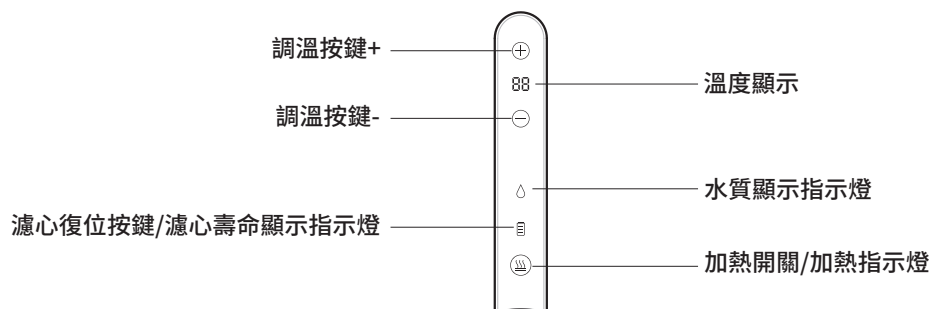 調溫按鍵+
88
溫度顯示
調溫按鍵-
水質顯示指示燈
濾心復位按鍵/濾心壽命顯示指示燈
加熱開關/加熱指示燈